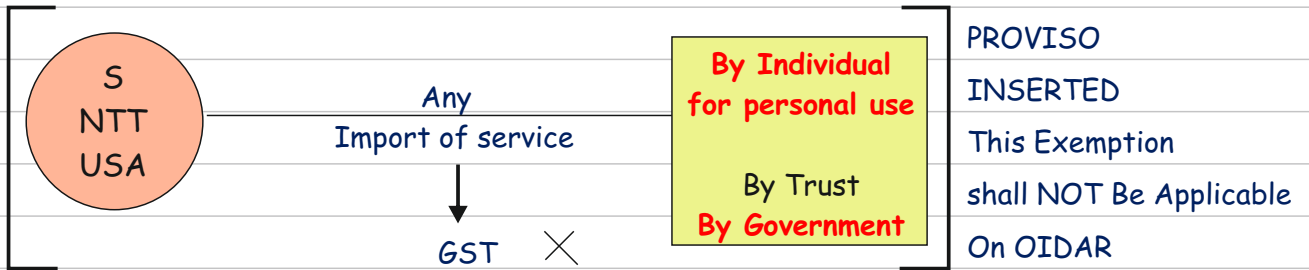 S
NTT
USA
Any
Import of service
GST
By Individual
for personal use
By Trust
By Government
PROVISO
INSERTED
This Exemption
shall NOT Be Applicable
On OIDAR